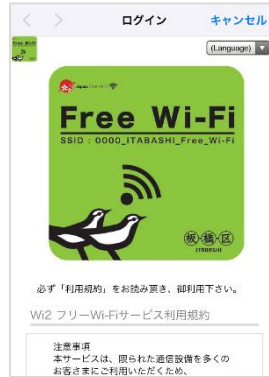 ログイン キャンセル
(Language)
Japan. Free Wi-Fi
Free Wi-Fi
SSID : 0000_ITABASHI_Free_Wi-Fi
板橋区
ITABASHI
必ず「利用規約」をお読み頂き、御利用下さい。
Wi2 フリーWi-Fiサービス利用規約
注意事項
本サービスは、限られた通信設備を多くの
お客さまにご利用いただくため、